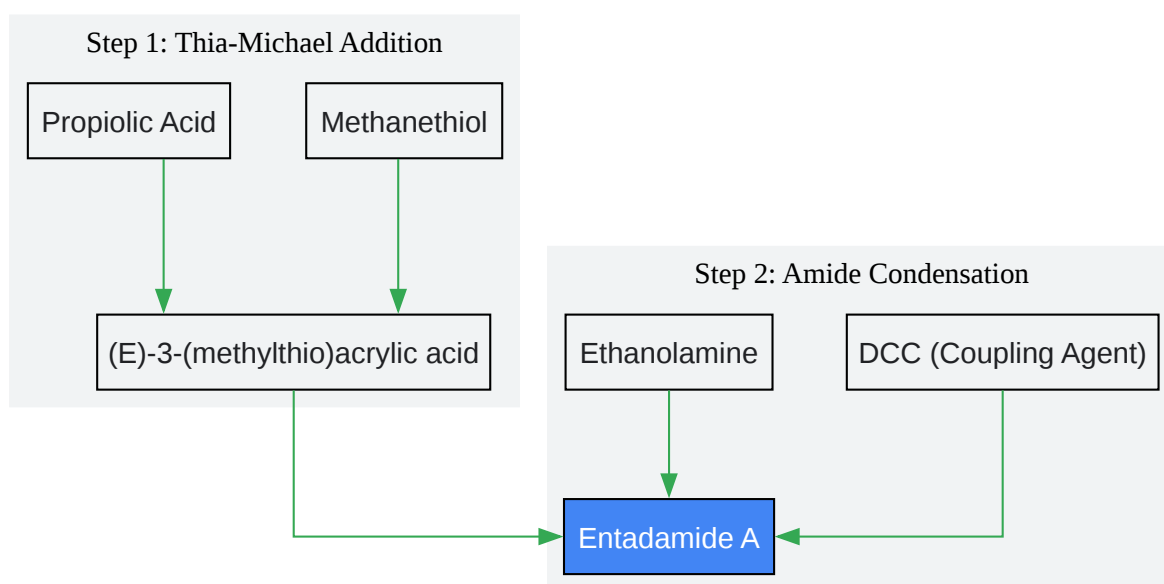 Step 1: Thia-Michael Addition
Propiolic Acid
Methanethiol
(E)-3-(methylthio)acrylic acid
Step 2: Amide Condensation
Ethanolamine
DCC (Coupling Agent)
Entadamide A